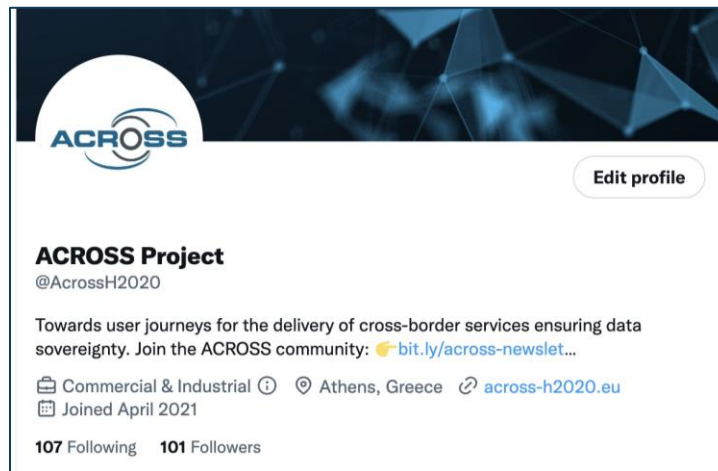 ACROSS
Edit profile
ACROSS Project
@AcrossH2020
Towards user journeys for the delivery of cross-border services ensuring data
sovereignty. Join the ACROSS community: 👉bit.ly/across-newslet...
Commercial & Industrial Athens, Greece across-h2020.eu
Joined April 2021
107 Following 101 Followers